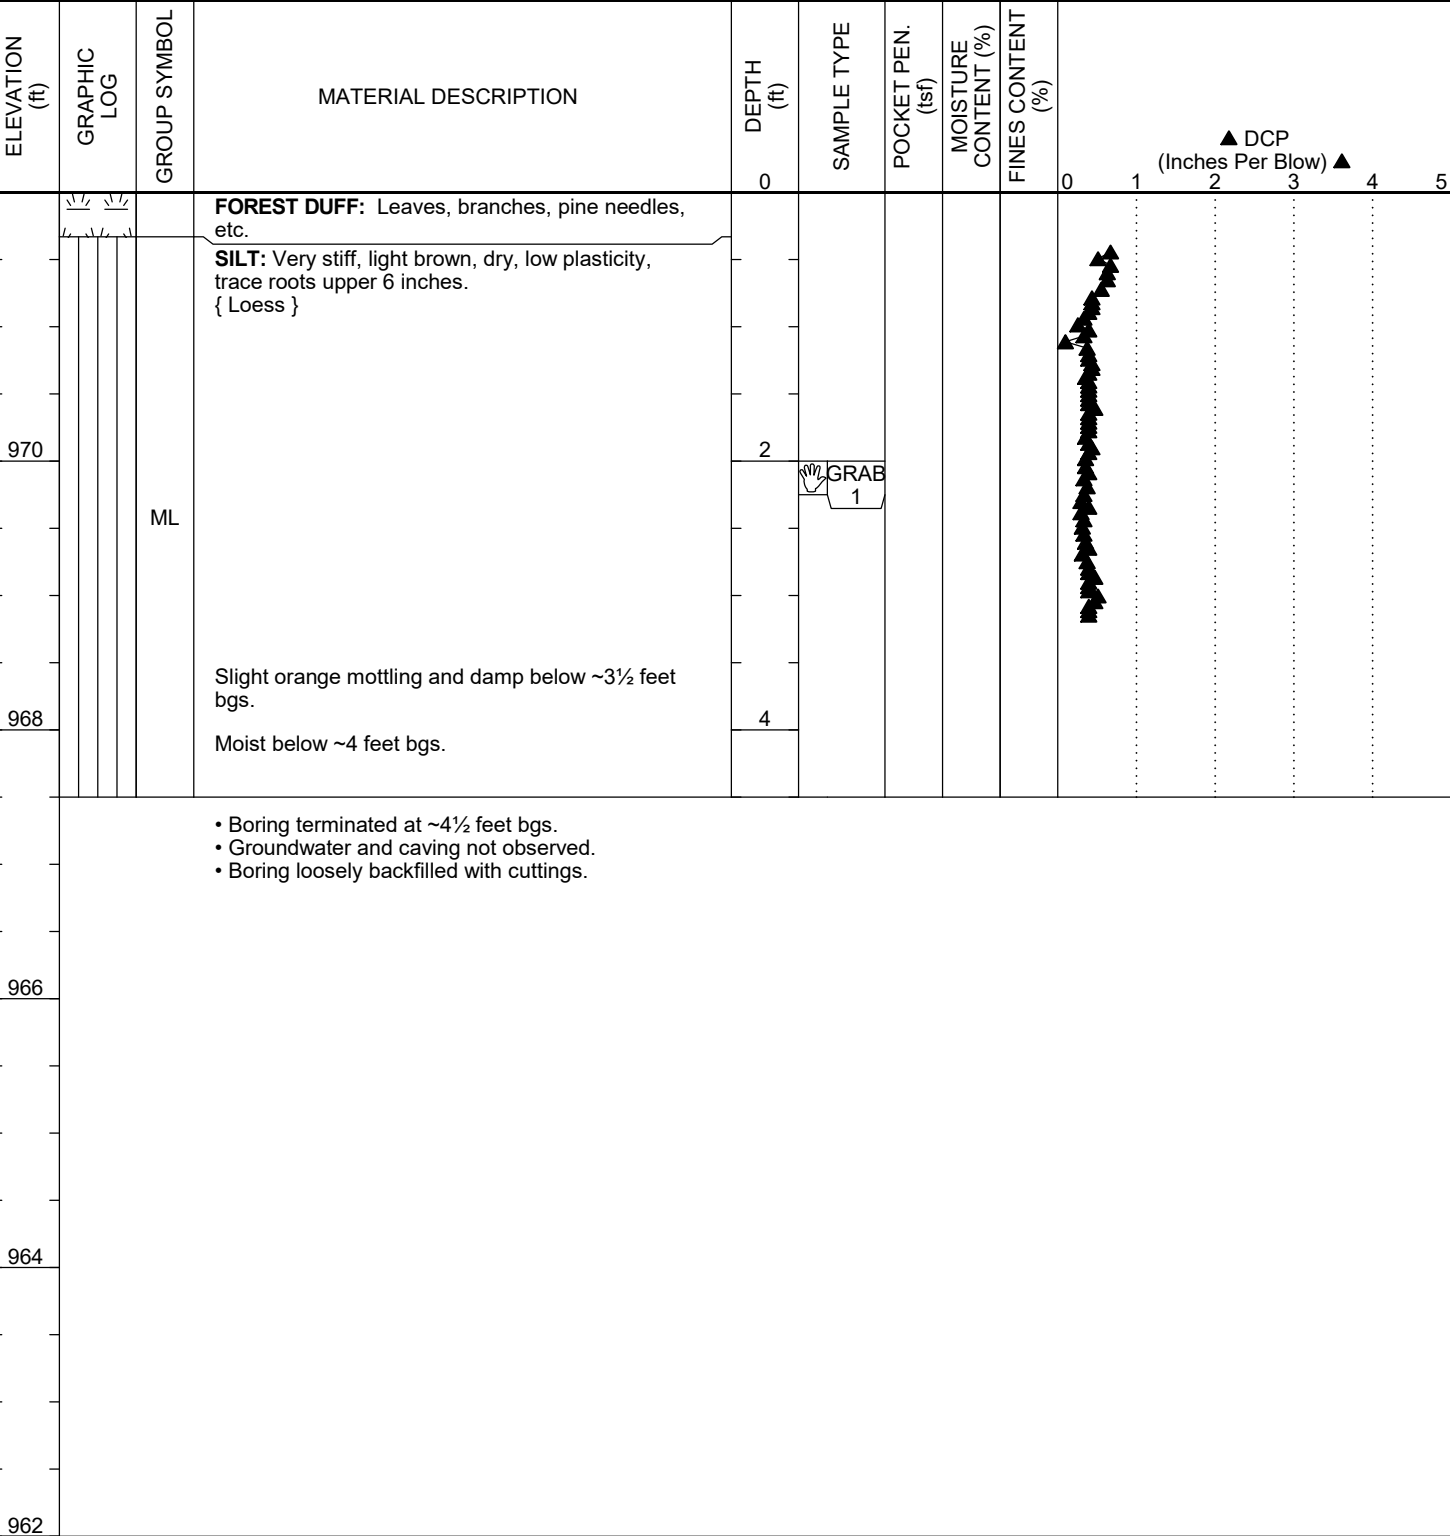 ELEVATION
(ft)
GRAPHIC
LOG
GROUP SYMBOL
MATERIAL DESCRIPTION
DEPTH
(ft)
SAMPLE TYPE
POCKET PEN.
(tsf)
MOISTURE
CONTENT (%)
FINES CONTENT
(%)
▲ DCP
(Inches Per Blow) ▲
0
0 1 2 3 4 5
FOREST DUFF: Leaves, branches, pine needles,
etc.
SILT: Very stiff, light brown, dry, low plasticity,
trace roots upper 6 inches.
{ Loess }
970
2
GRAB
1
ML
Slight orange mottling and damp below ~3½ feet
bgs.
968
4
Moist below ~4 feet bgs.
• Boring terminated at ~4½ feet bgs.
• Groundwater and caving not observed.
• Boring loosely backfilled with cuttings.
966
964
962